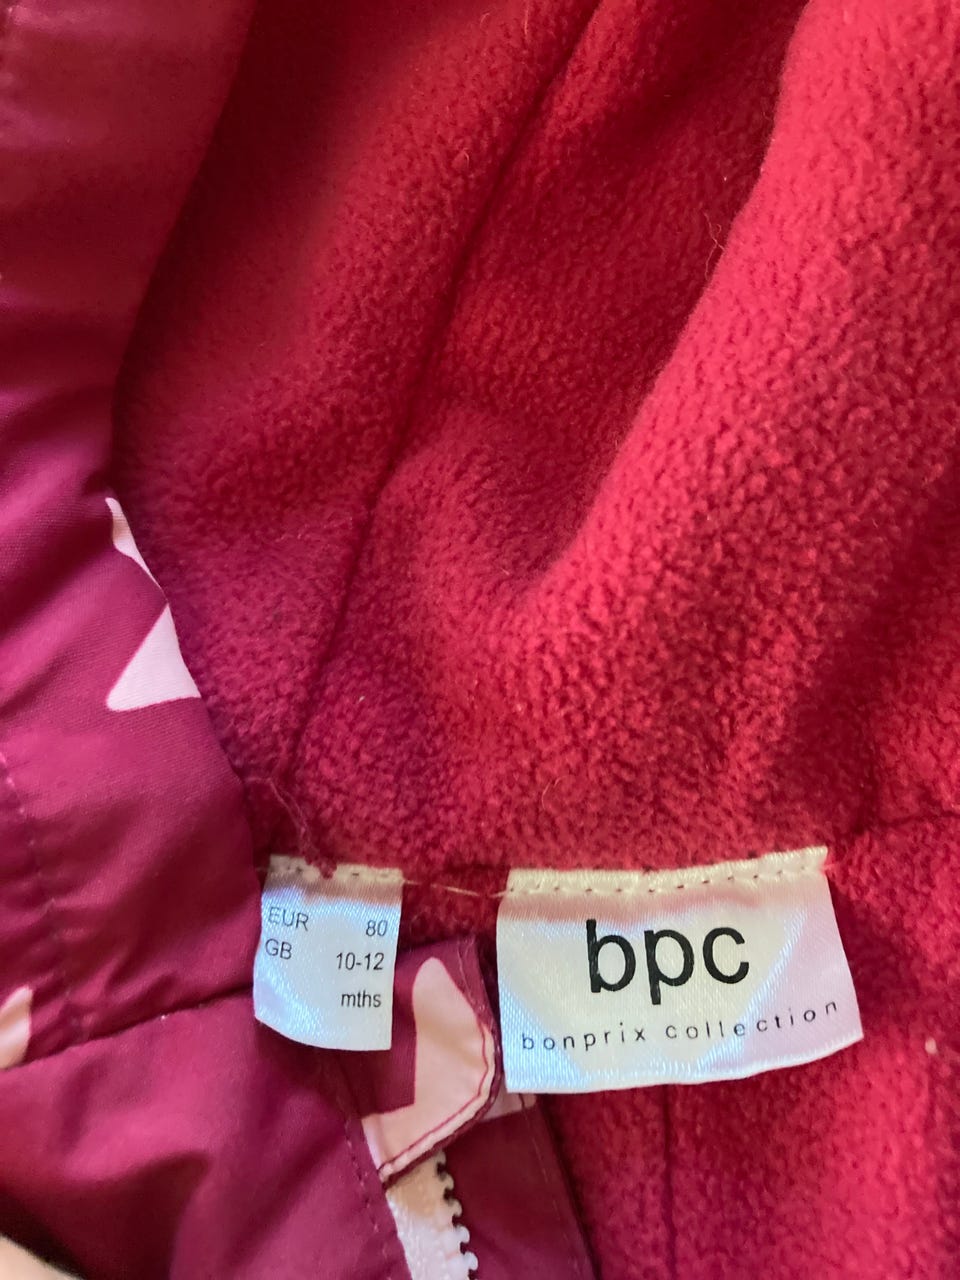 EUR 80
GB 10-12
mths
bpc
bonprix collection